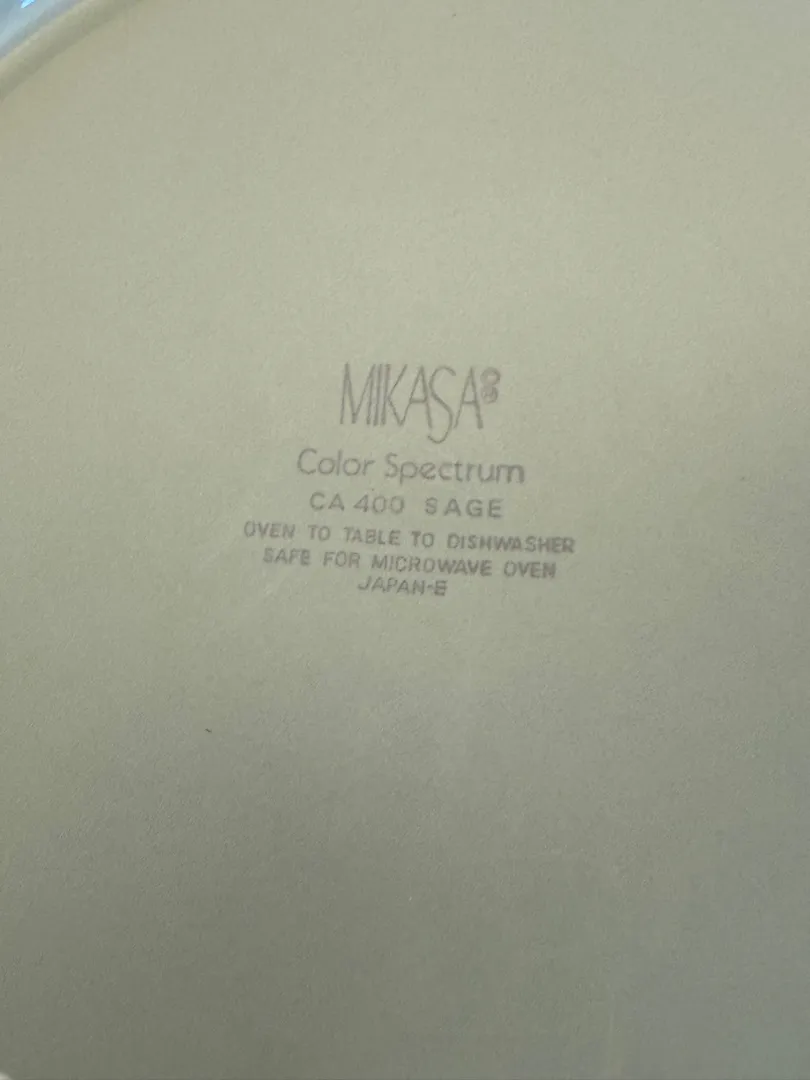 MIKASA®
Color Spectrum
CA 400 SAGE
OVEN TO TABLE TO DISHWASHER
SAFE FOR MICROWAVE OVEN
JAPAN-E